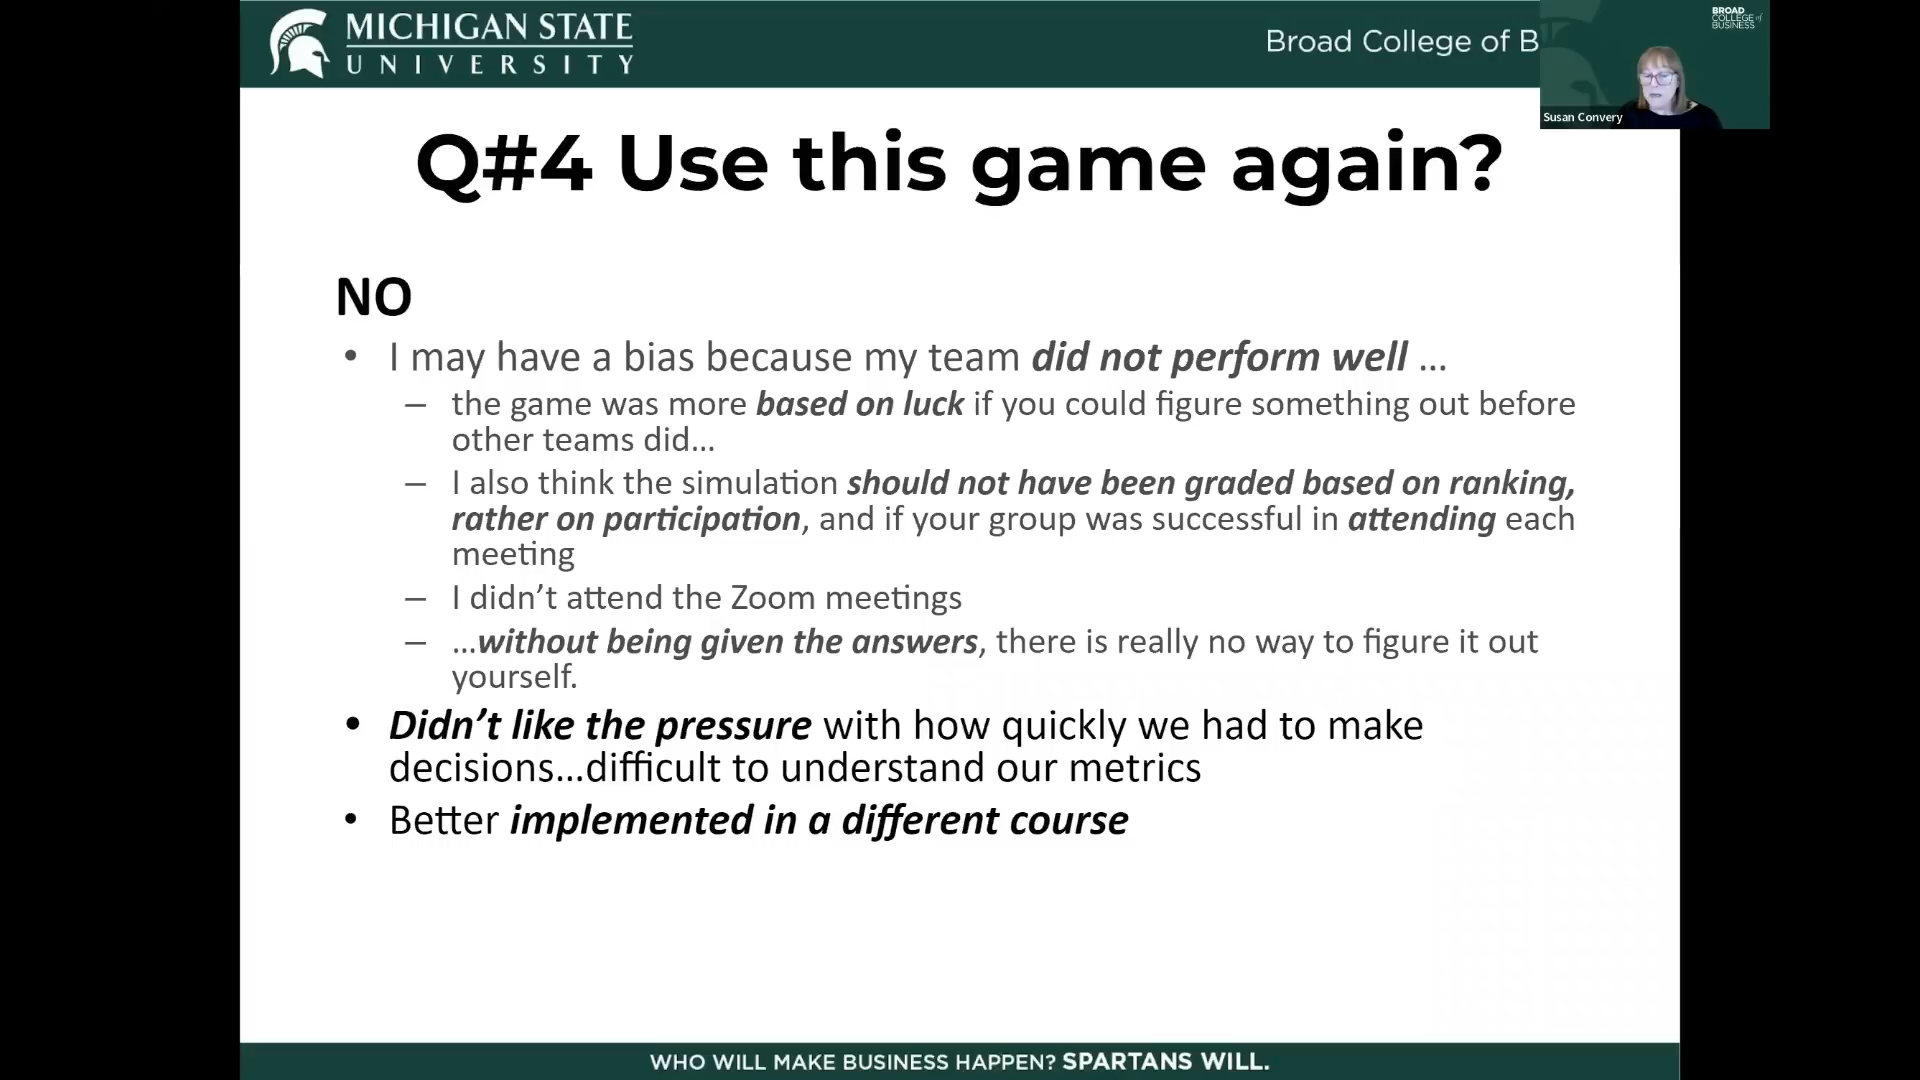 MICHIGAN STATE
UNIVERSITY
Broad College of B
BROAD
COLLEGE of
BUSINESS
Susan Convery
Q#4 Use this game again?
NO
• I may have a bias because my team did not perform well …
– the game was more based on luck if you could figure something out before
other teams did…
– I also think the simulation should not have been graded based on ranking,
rather on participation, and if your group was successful in attending each
meeting
– I didn’t attend the Zoom meetings
– …without being given the answers, there is really no way to figure it out
yourself.
• Didn’t like the pressure with how quickly we had to make
decisions…difficult to understand our metrics
• Better implemented in a different course
WHO WILL MAKE BUSINESS HAPPEN? SPARTANS WILL.